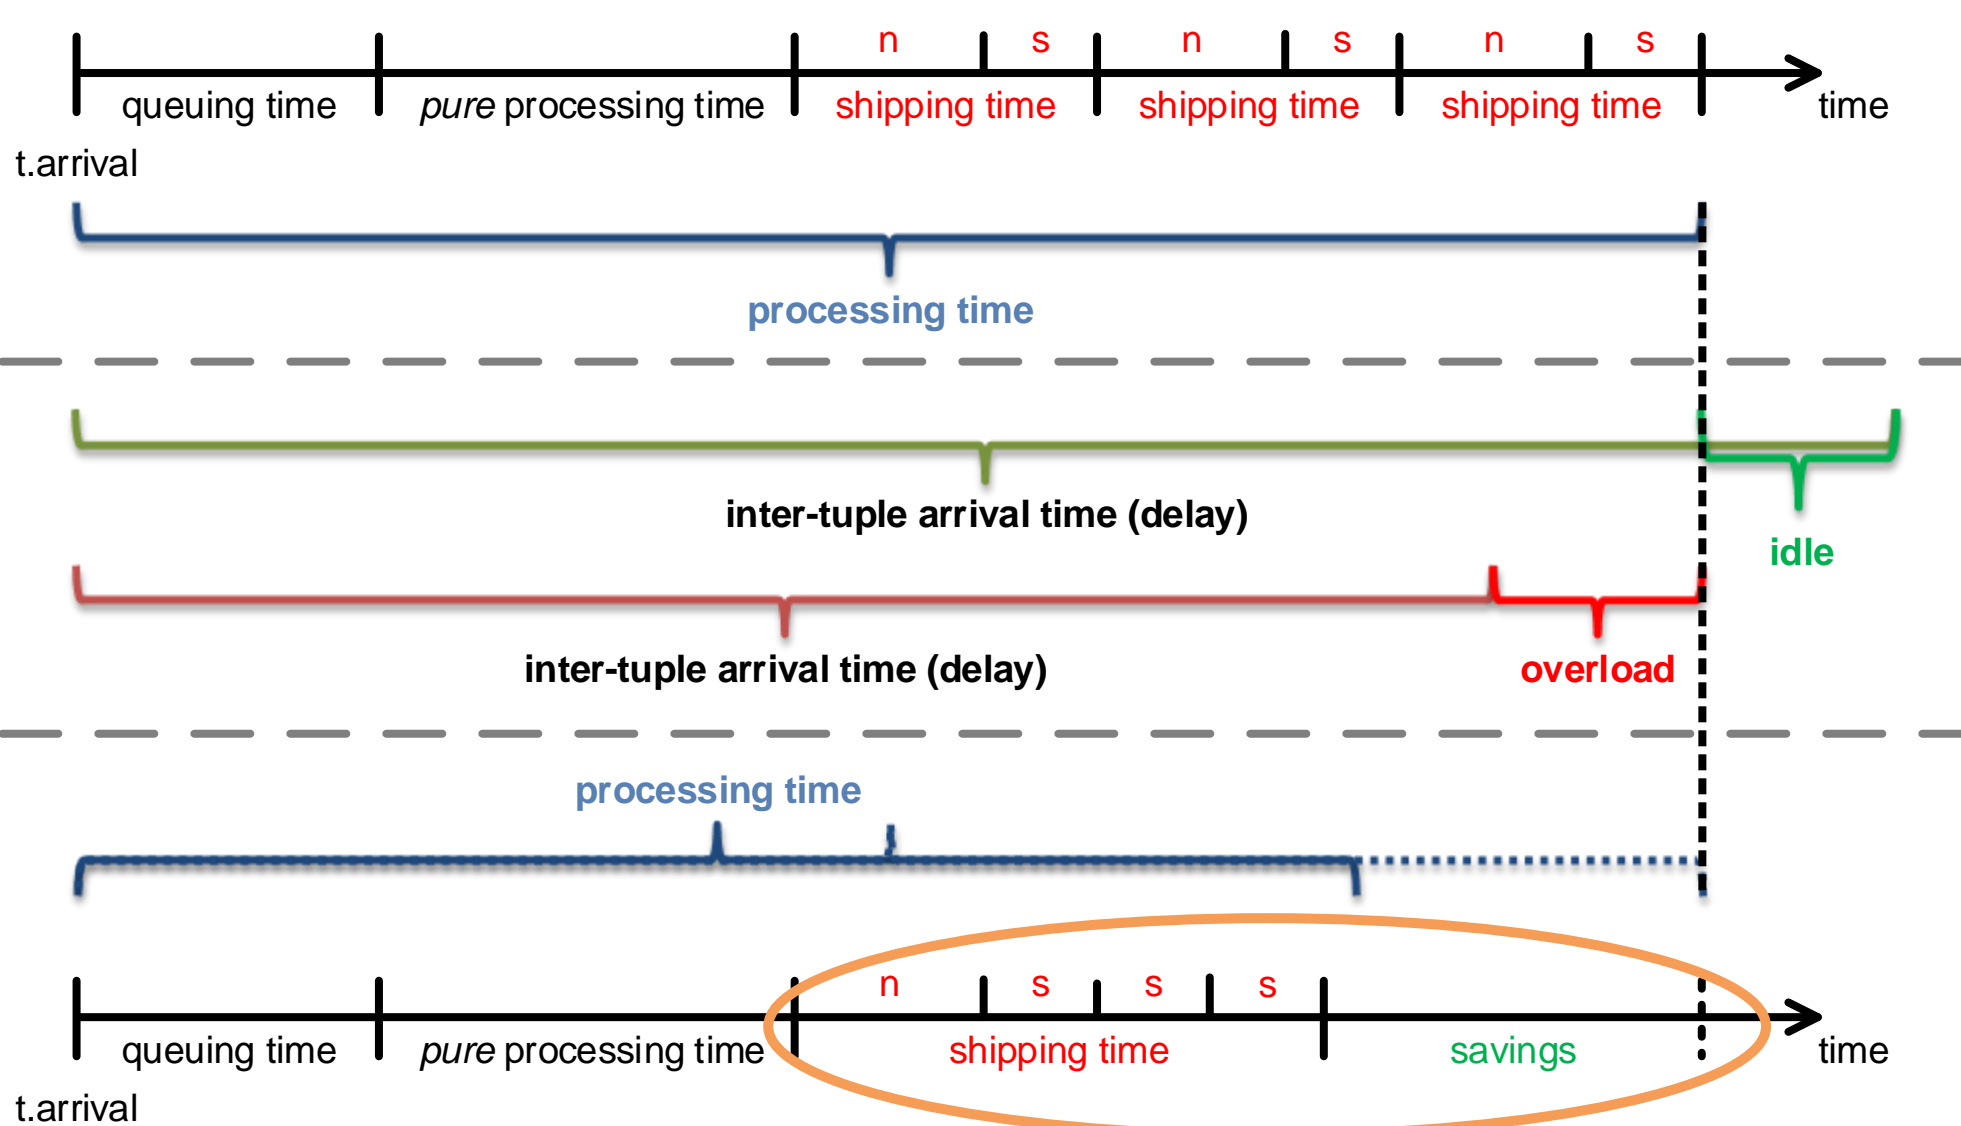 n s n s n s
queuing time pure processing time shipping time shipping time shipping time time
t.arrival
processing time
inter-tuple arrival time (delay)
idle
inter-tuple arrival time (delay) overload
processing time
n s s s
queuing time pure processing time shipping time savings time
t.arrival